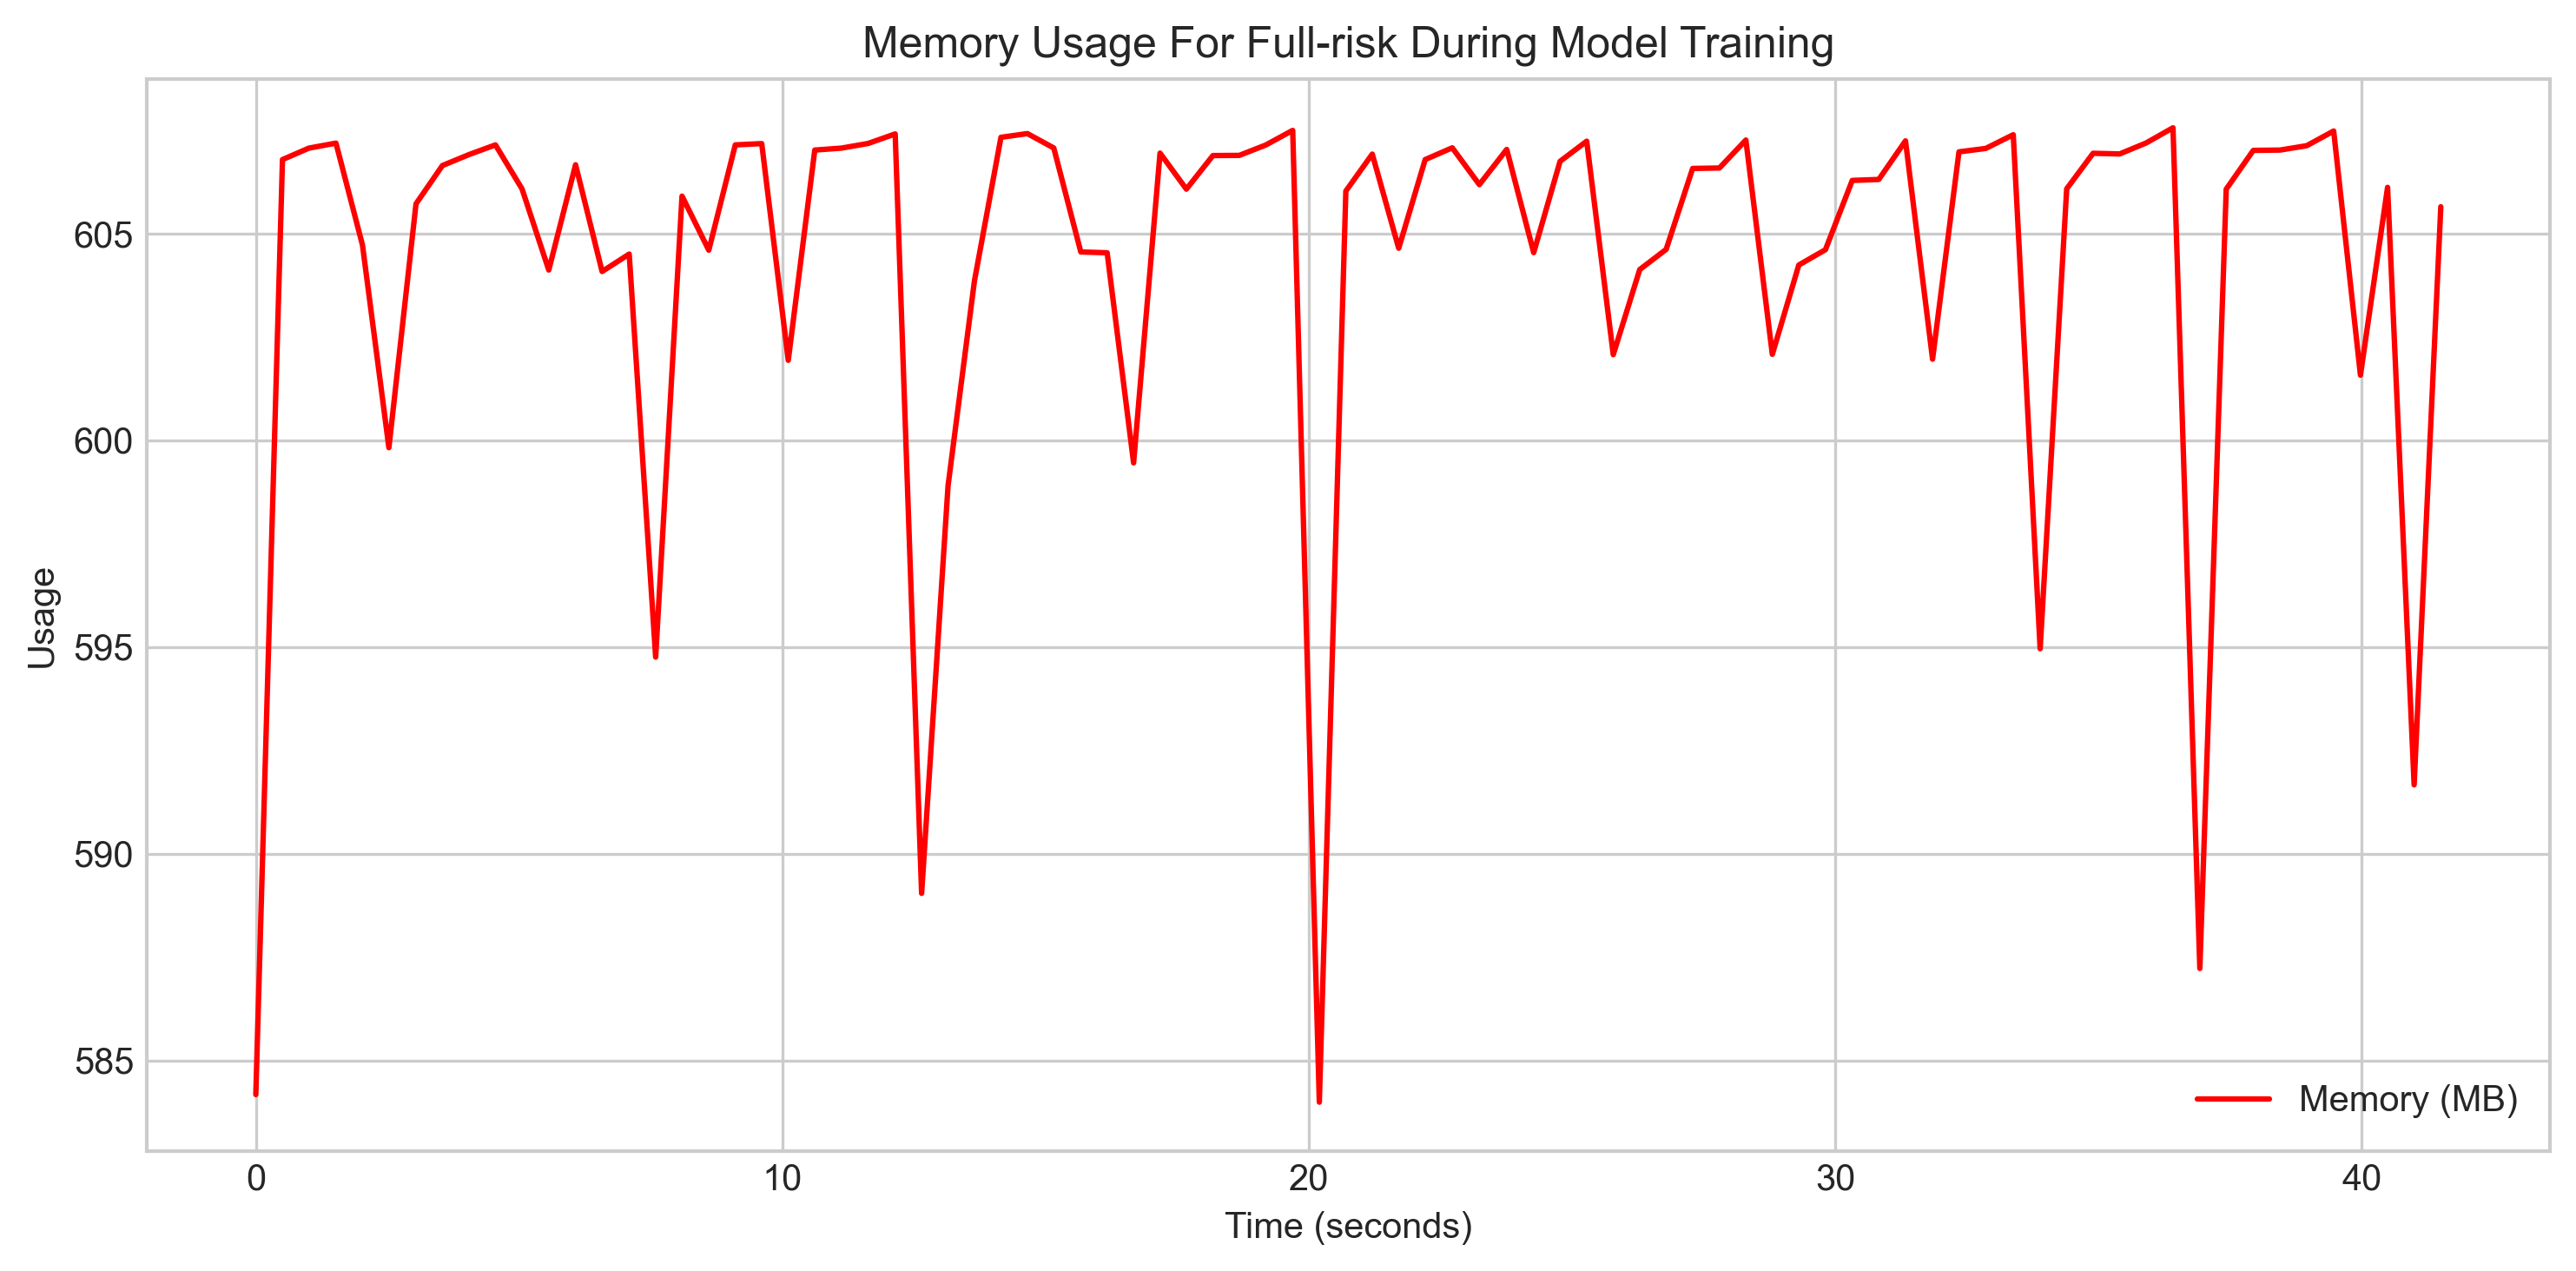 Memory Usage For Full-risk During Model Training
Usage
605
600
595
590
585
Memory (MB)
0 10 20 30 40
Time (seconds)